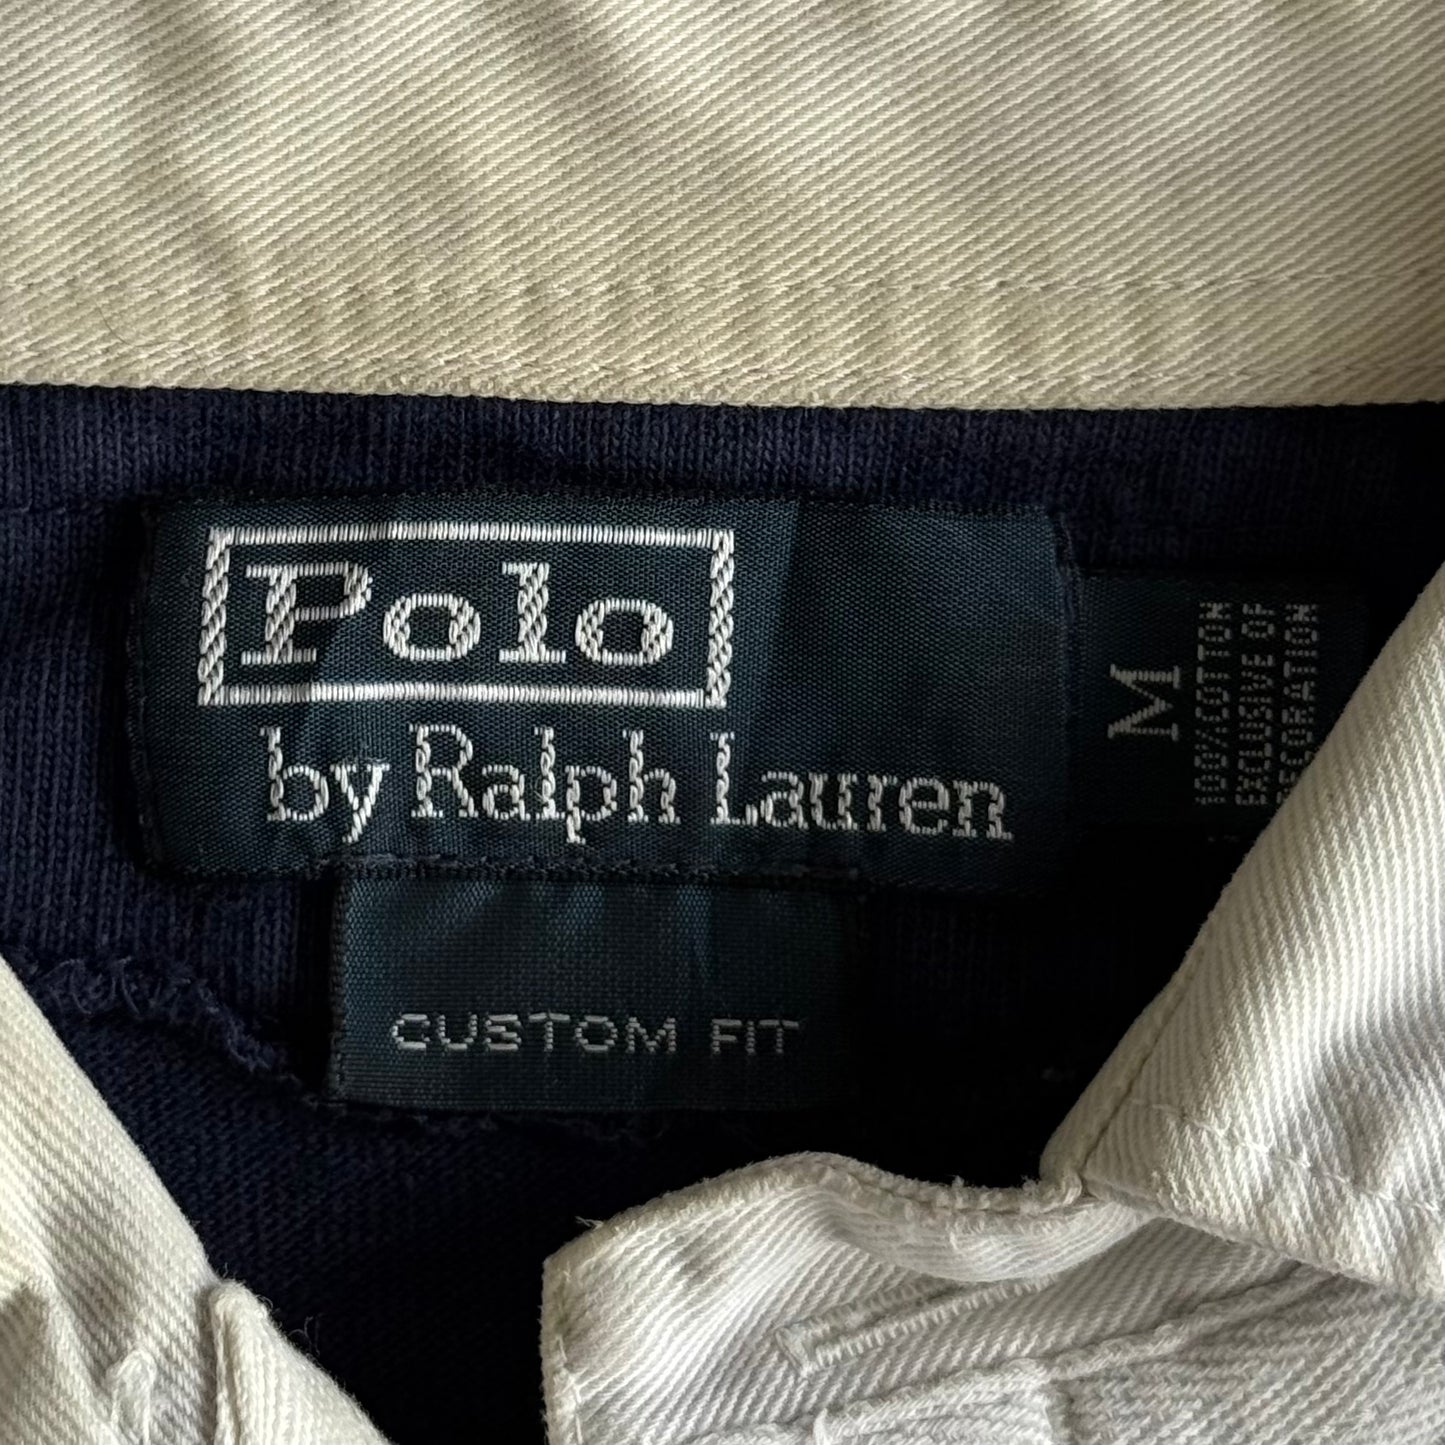 Polo
by Ralph Lauren
CUSTOM FIT
M
100% COTTON
EXCLUSIVE OF
DECORATION